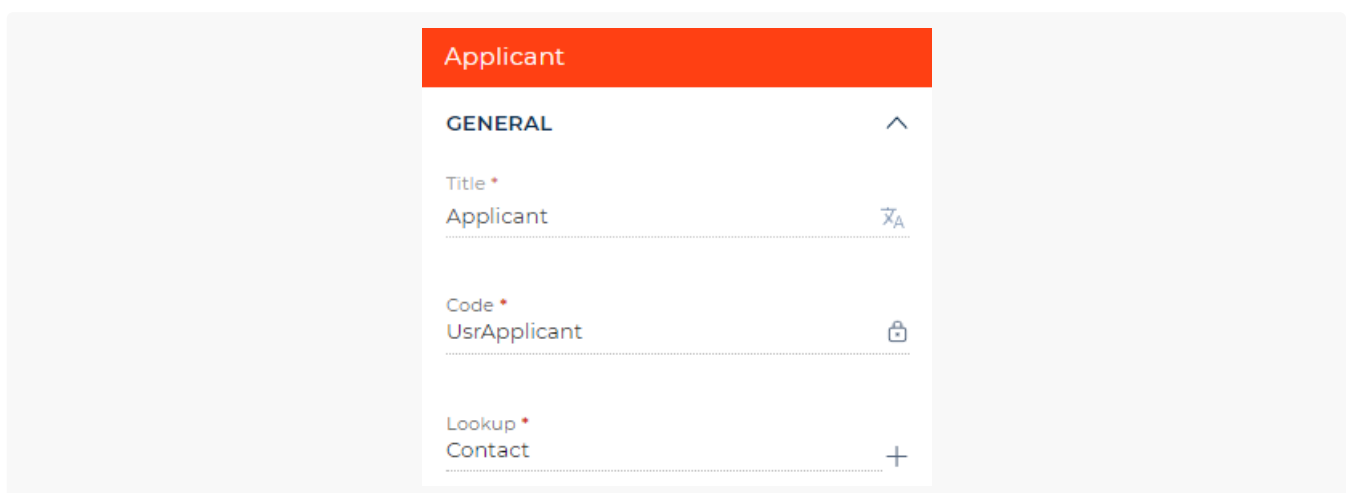 Applicant
GENERAL
Title *
Applicant
Code *
UsrApplicant
Lookup *
Contact